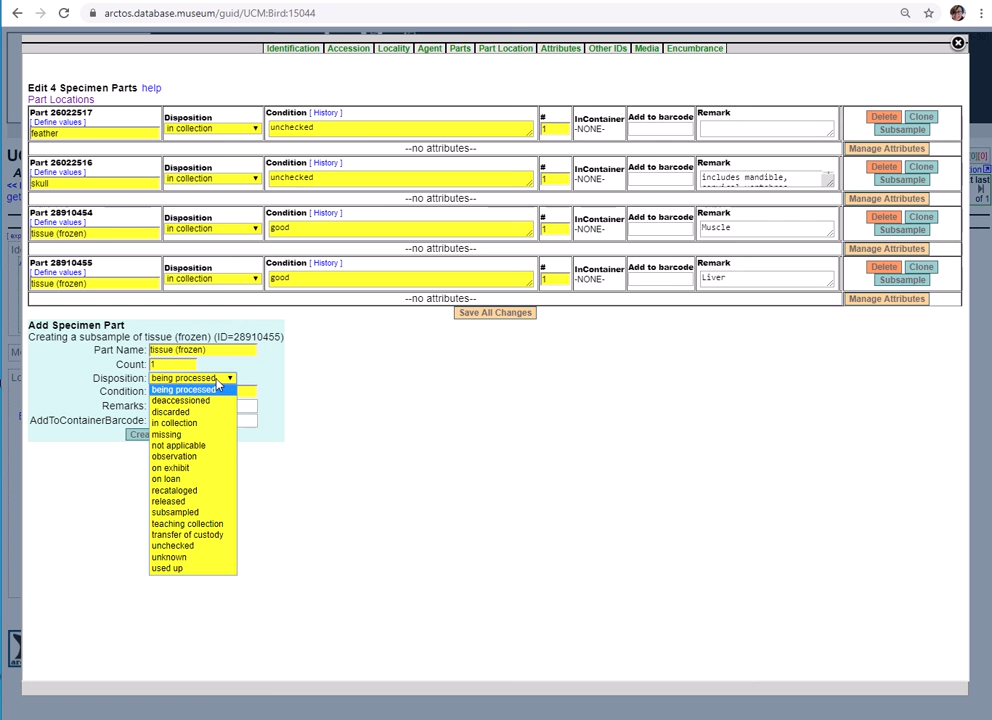 arctos.database.museum/guid/UCM:Bird:15044
Identification Accession Locality Agent Parts Part Location Attributes Other IDs Media Encumbrance
Edit 4 Specimen Parts help
Part Locations
Part 26022517 Disposition Condition [ History ] # InContainer Add to barcode Remark Delete Clone
[ Define values ] in collection unchecked 1 -NONE- Subsample
feather
--no attributes-- Manage Attributes
Part 26022516 Disposition Condition [ History ] # InContainer Add to barcode Remark Delete Clone
[ Define values ] in collection unchecked 1 -NONE- includes mandible, Subsample
skull cervical vertebrae
--no attributes-- Manage Attributes
Part 28910454 Disposition Condition [ History ] # InContainer Add to barcode Remark Delete Clone
[ Define values ] in collection good 1 -NONE- Muscle Subsample
tissue (frozen)
--no attributes-- Manage Attributes
Part 28910455 Disposition Condition [ History ] # InContainer Add to barcode Remark Delete Clone
[ Define values ] in collection good 1 -NONE- Liver Subsample
tissue (frozen)
--no attributes-- Manage Attributes
Save All Changes
Add Specimen Part
Creating a subsample of tissue (frozen) (ID=28910455)
Part Name: tissue (frozen)
Count: 1
Disposition: being processed
Condition:
Remarks:
AddToContainerBarcode:
Crea
being processed
deaccessioned
discarded
in collection
missing
not applicable
observation
on exhibit
on loan
recataloged
released
subsampled
teaching collection
transfer of custody
unchecked
unknown
used up